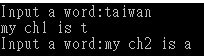 Input a word:taiwan
my ch1 is t
Input a word:my ch2 is a